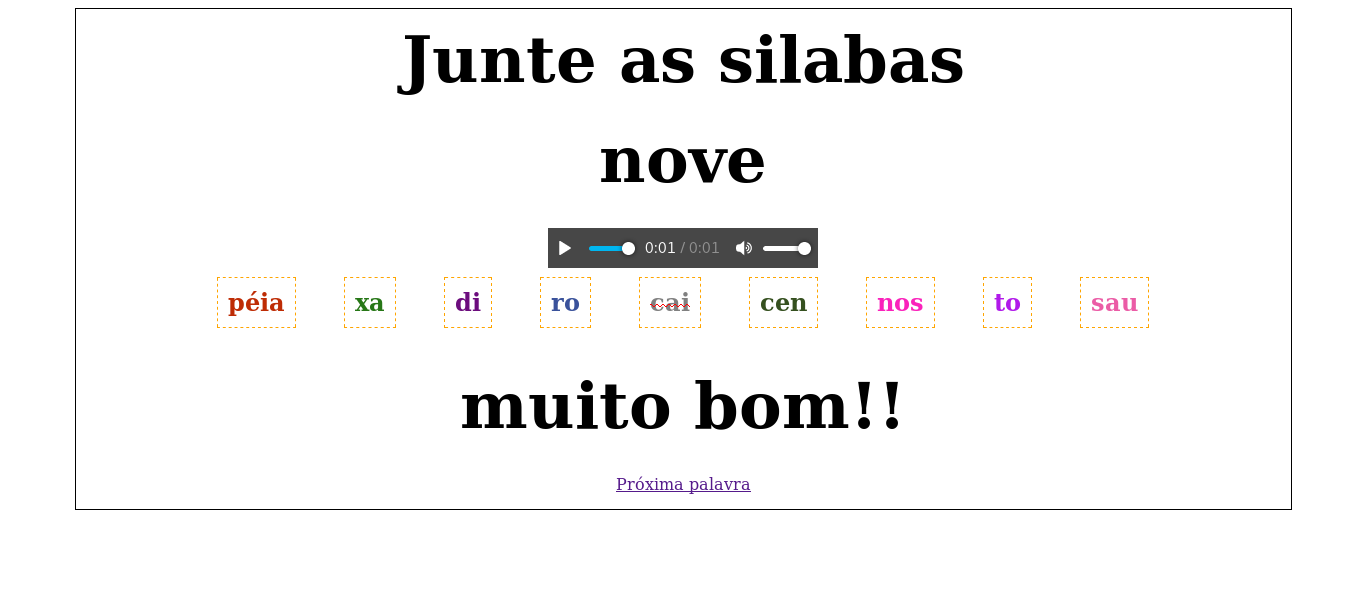 Junte as silabas
nove
0:01 / 0:01
péia xa di ro cai cen nos to sau
muito bom!!
Próxima palavra